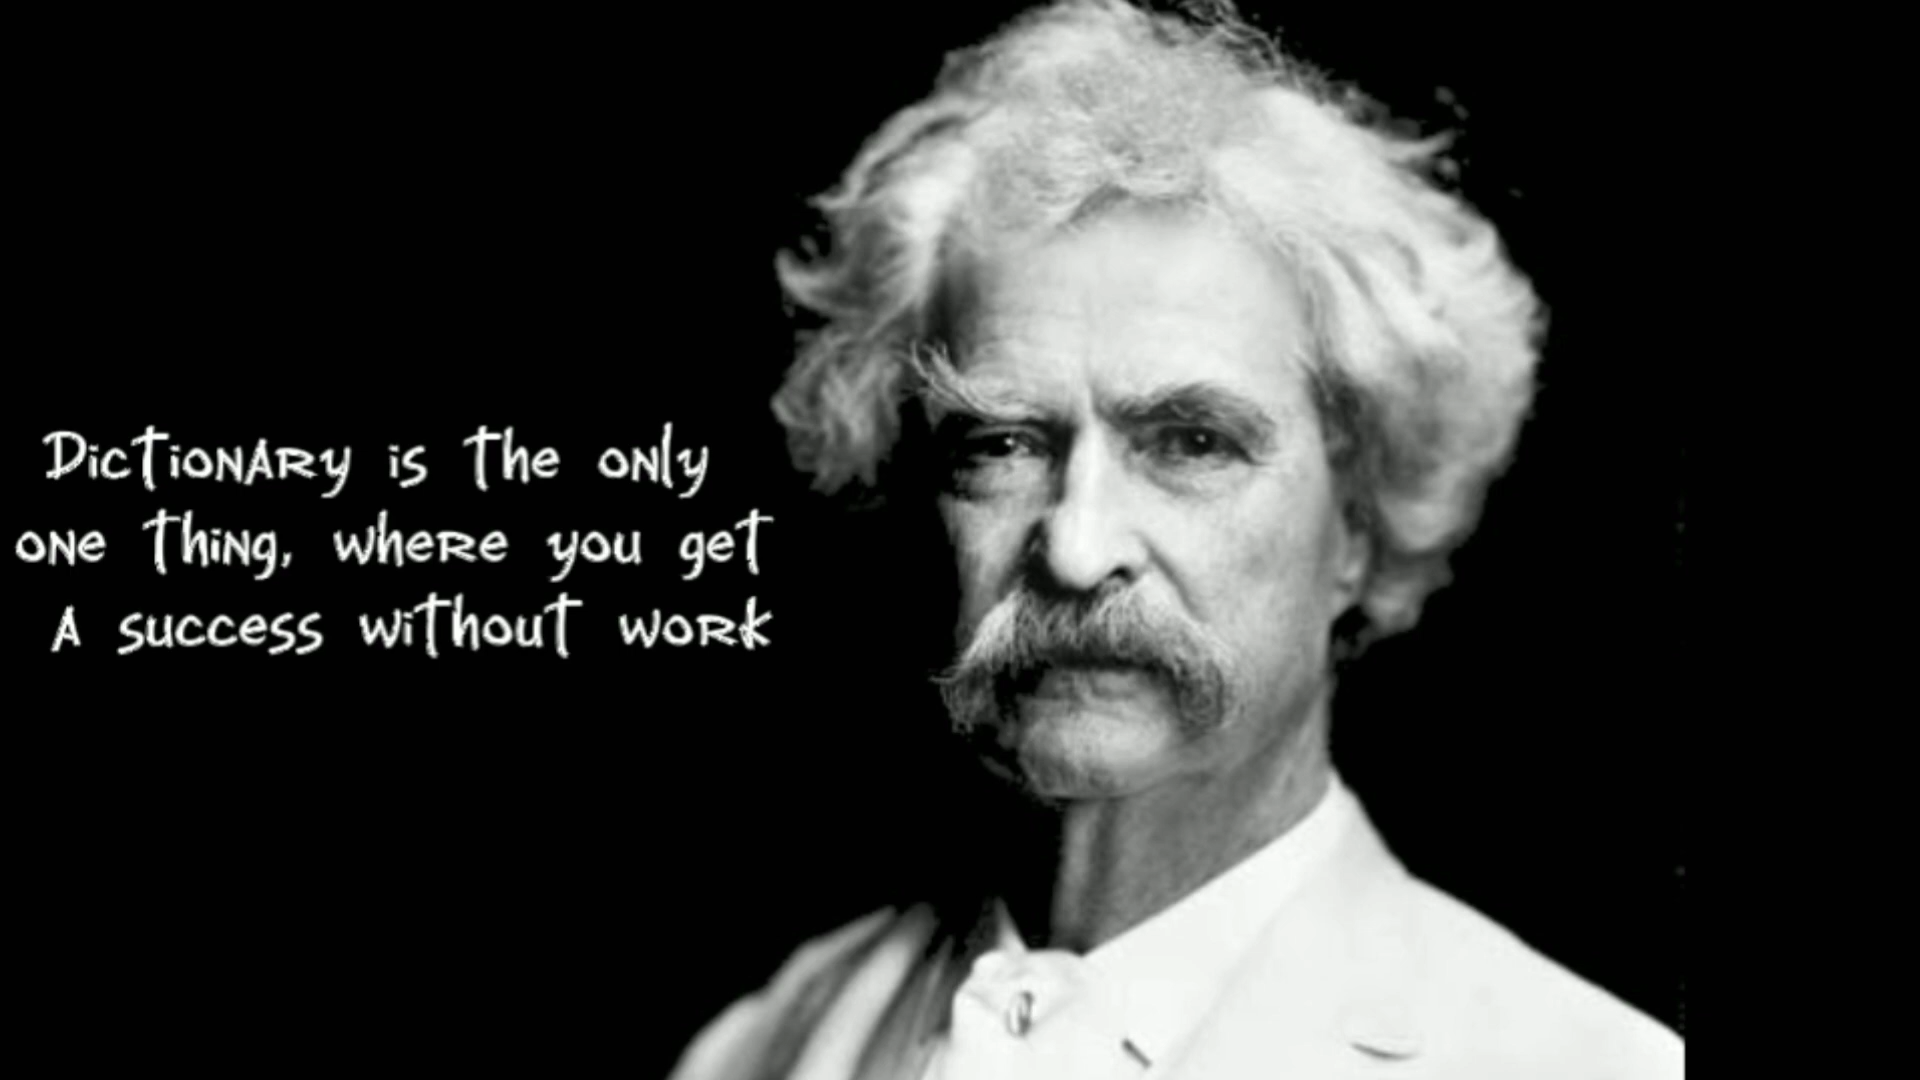 Dictionary is the only
one thing, where you get
A success without work